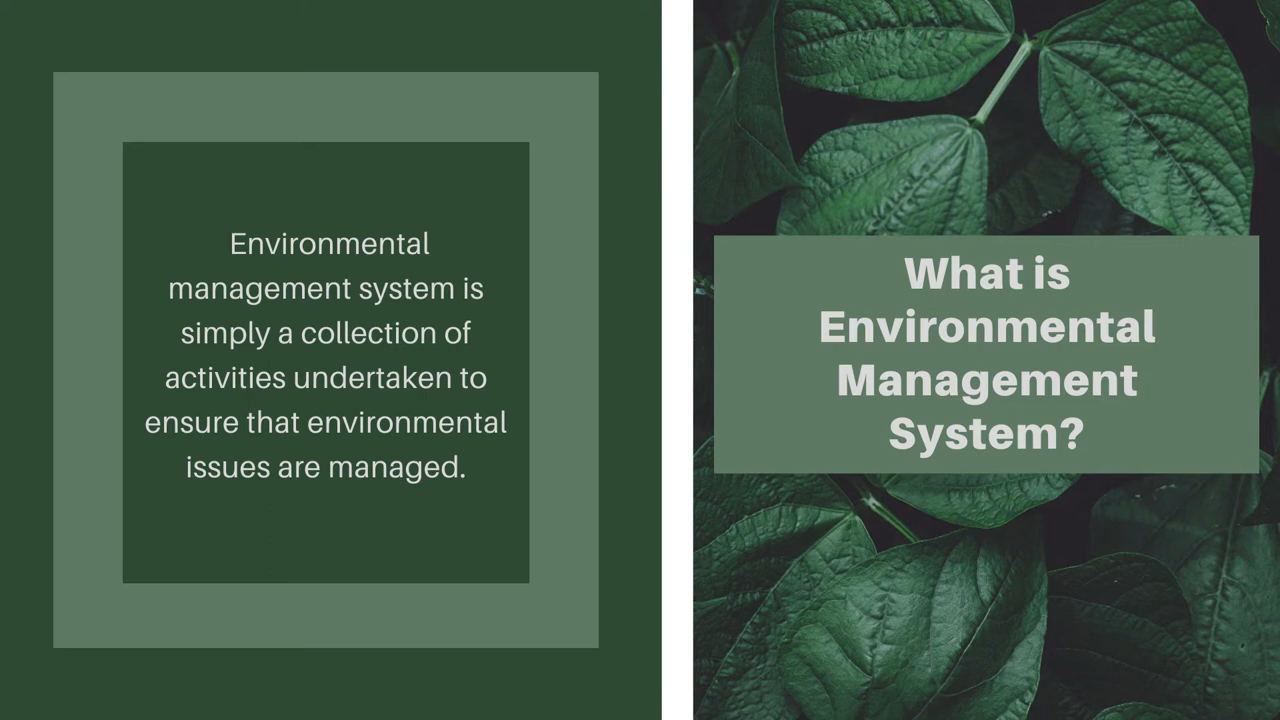 Environmental
management system is
simply a collection of
activities undertaken to
ensure that environmental
issues are managed.
What is
Environmental
Management
System?